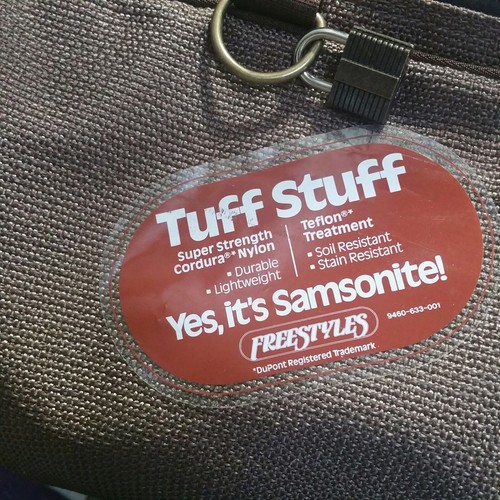 Tuff Stuff
Super Strength
Cordura®* Nylon
▪ Durable
▪ Lightweight
Teflon®*
Treatment
▪ Soil Resistant
▪ Stain Resistant
Yes, it's Samsonite!
FREESTYLES
9460-633-001
*DuPont Registered Trademark